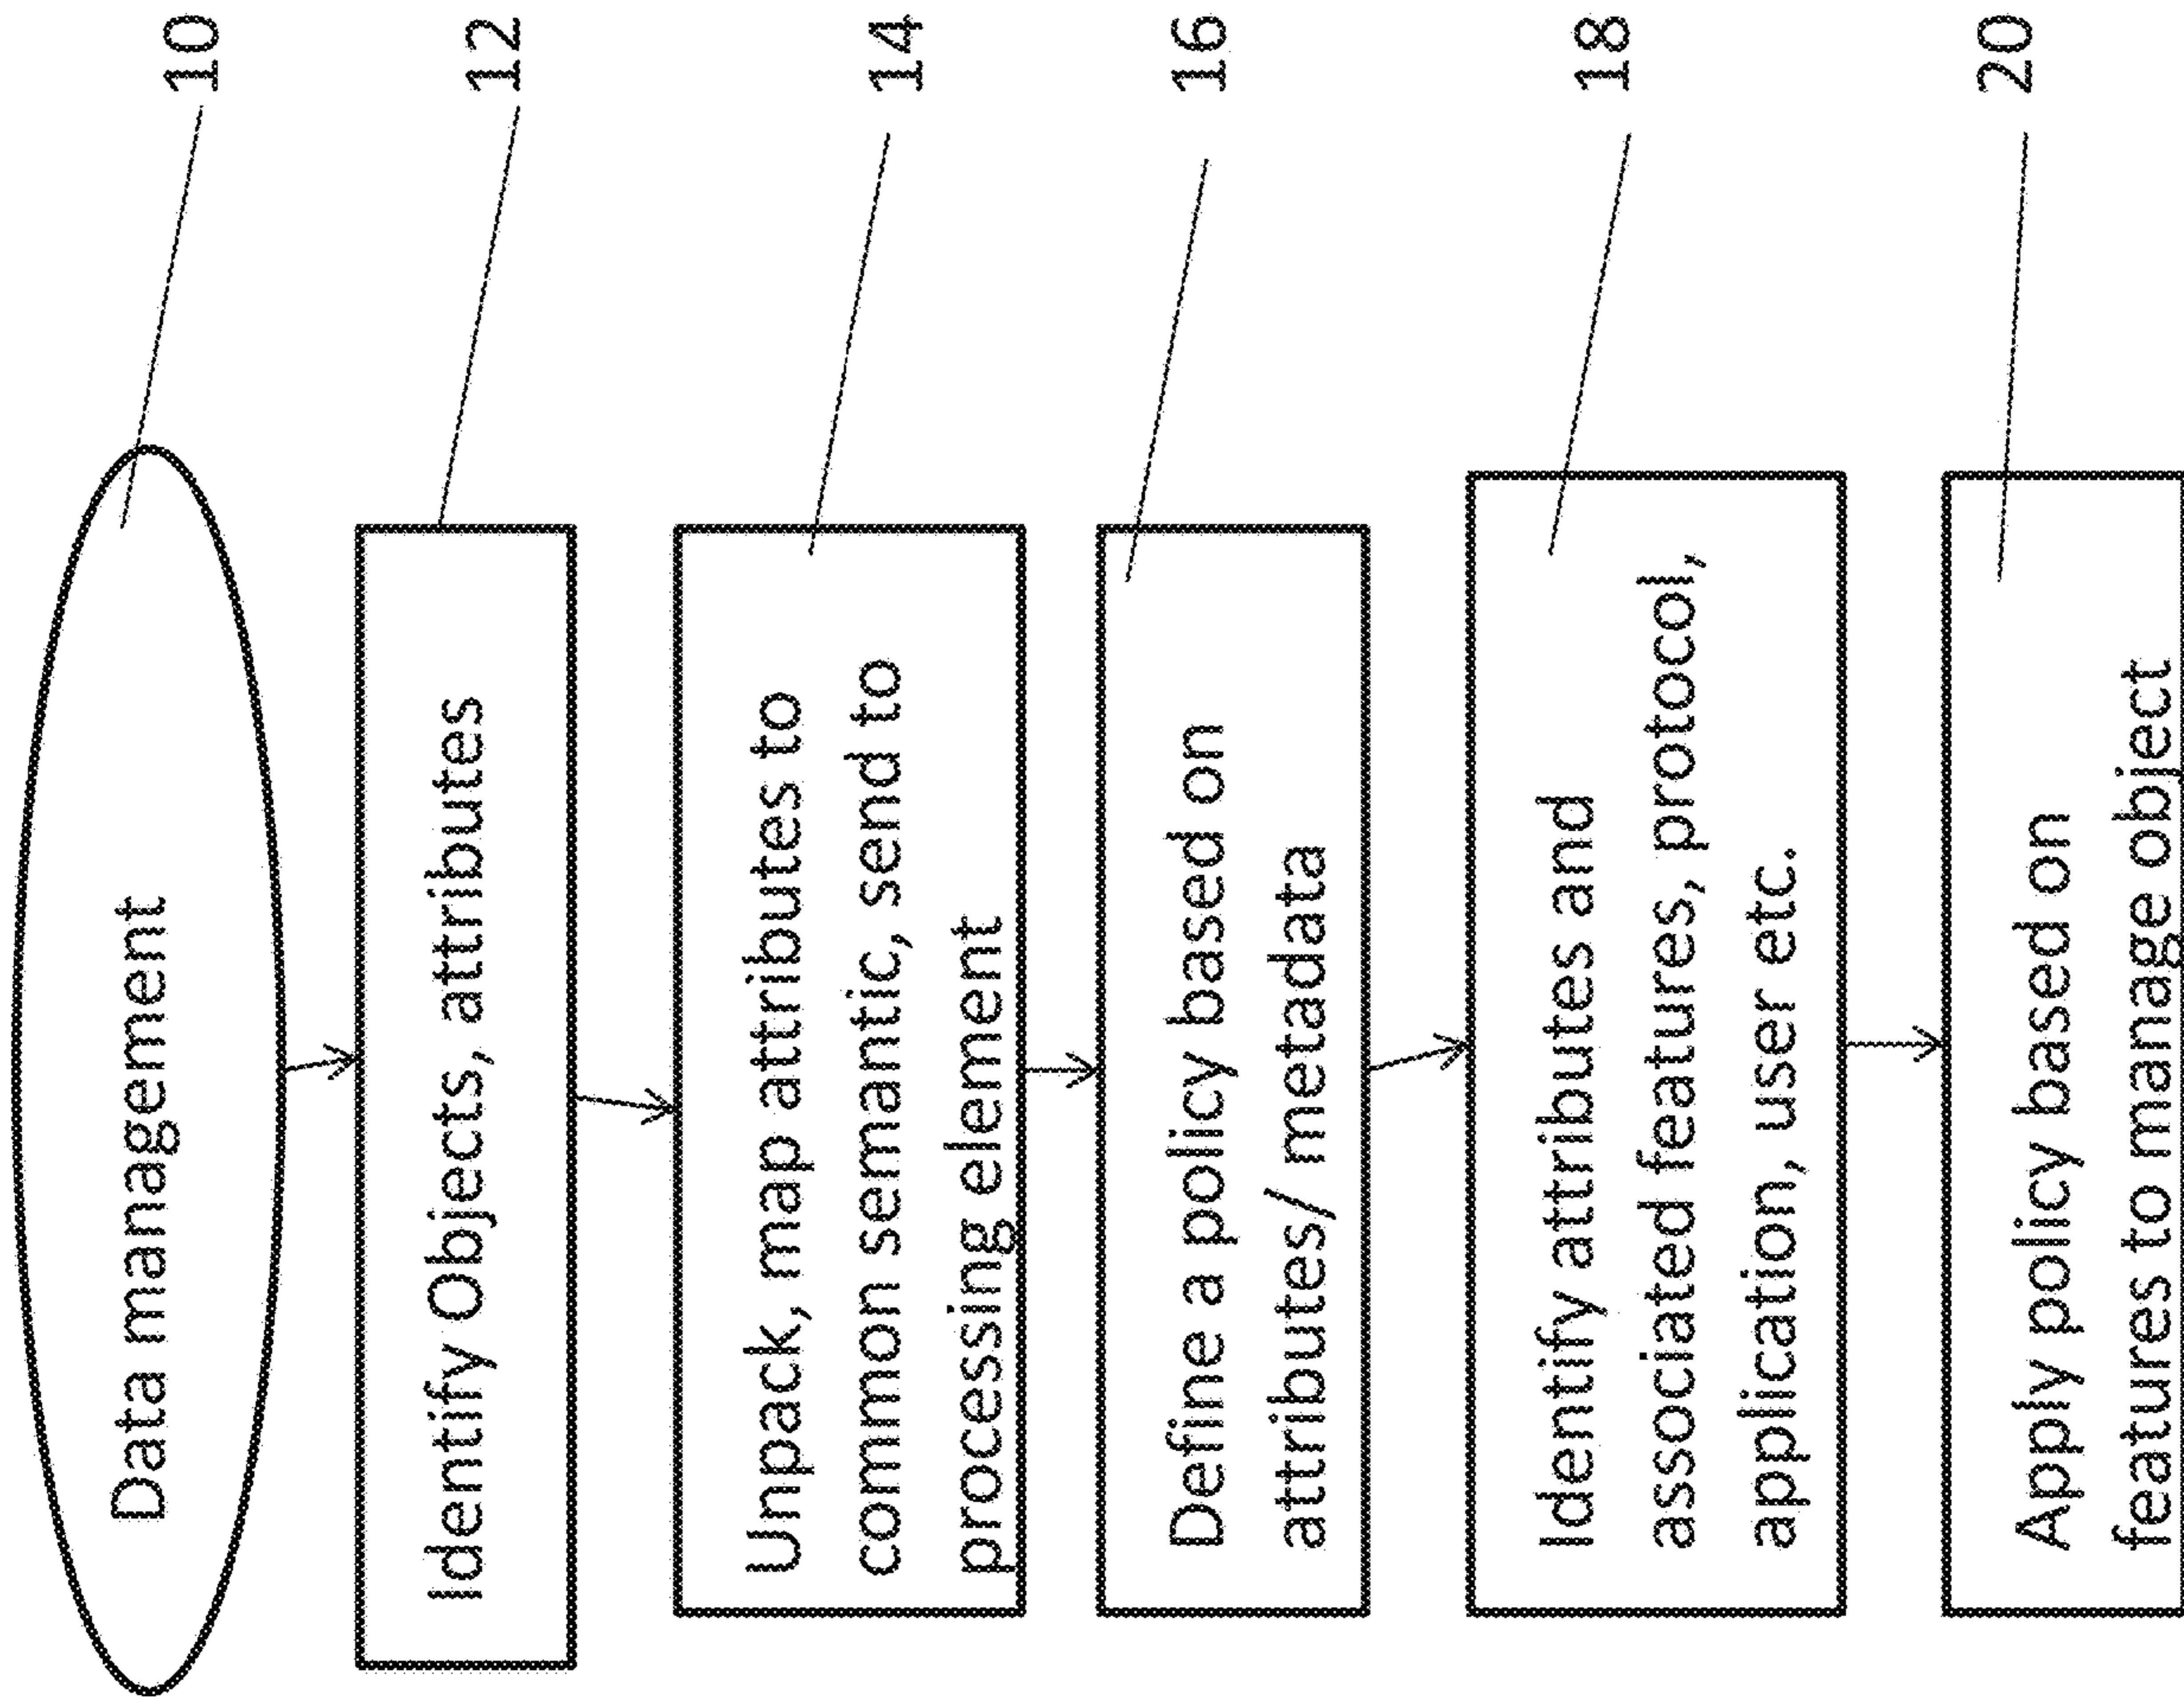 Data management
10
Identify Objects, attributes
12
Unpack, map attributes to
common semantic, send to
processing element
14
Define a policy based on
attributes/ metadata
16
Identify attributes and
associated features, protocol,
application, user etc.
18
Apply policy based on
features to manage object
20